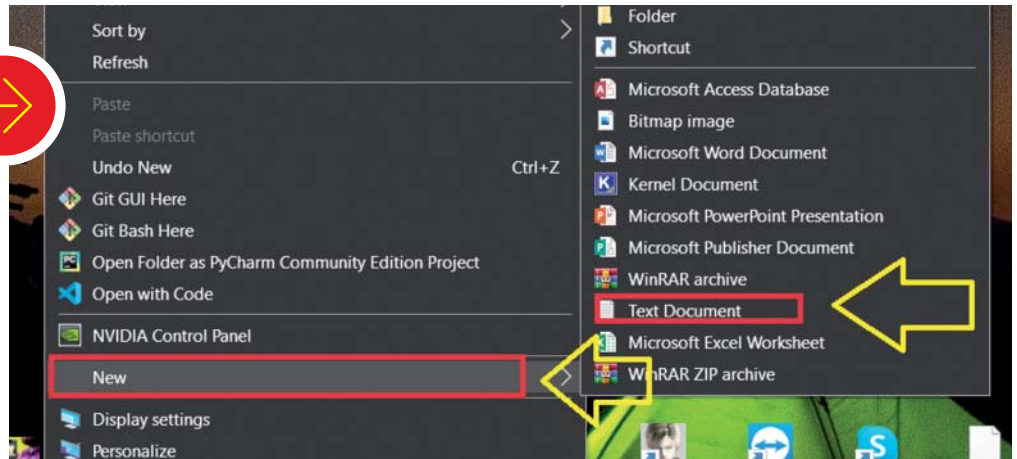 Sort by
Refresh
Paste
Paste shortcut
Undo New Ctrl+Z
Git GUI Here
Git Bash Here
Open Folder as PyCharm Community Edition Project
Open with Code
NVIDIA Control Panel
New
Display settings
Personalize
Folder
Shortcut
Microsoft Access Database
Bitmap image
Microsoft Word Document
Kernel Document
Microsoft PowerPoint Presentation
Microsoft Publisher Document
WinRAR archive
Text Document
Microsoft Excel Worksheet
WinRAR ZIP archive